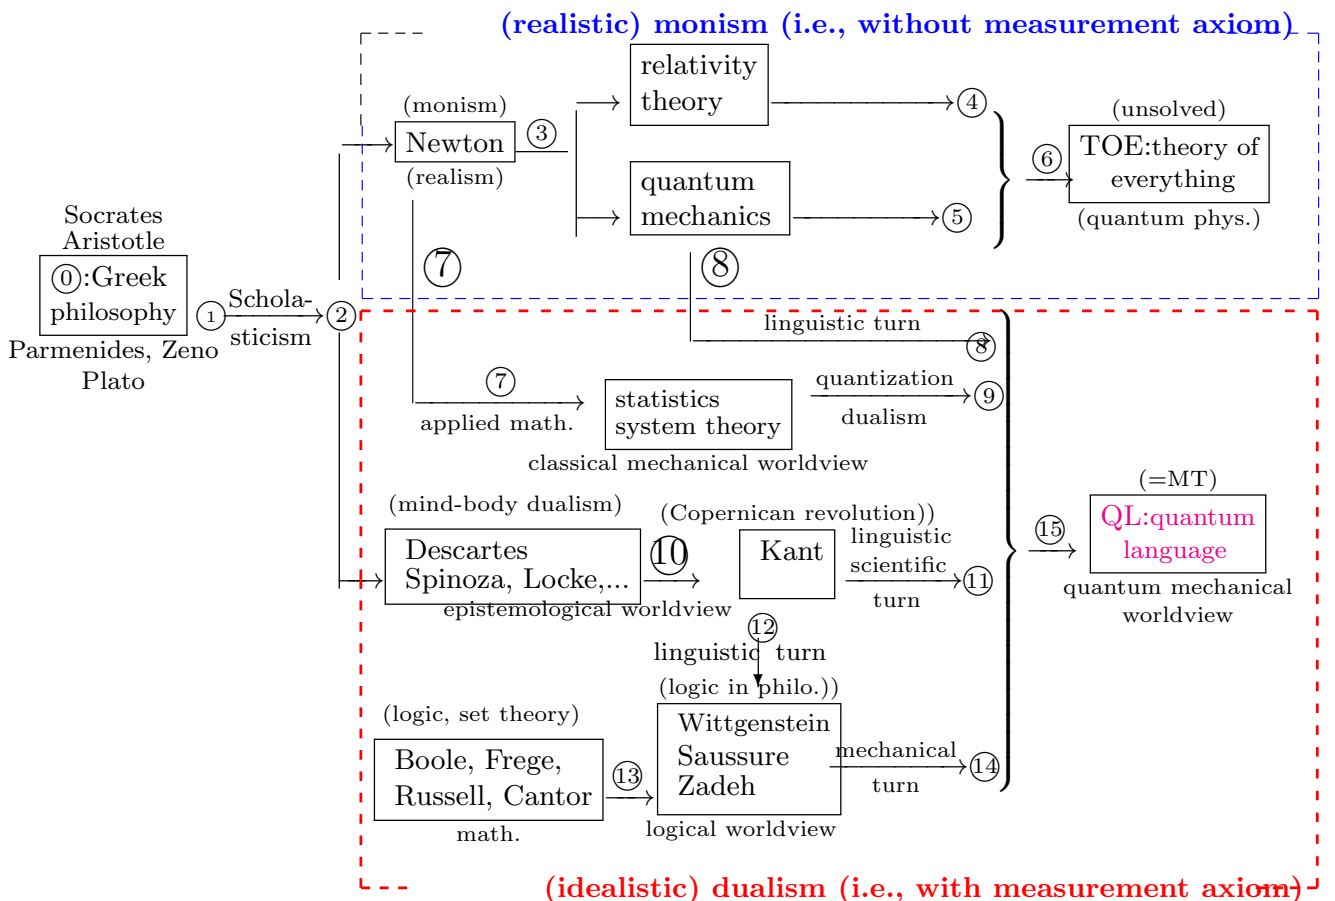 (realistic) monism (i.e., without measurement axiom)
relativity
theory
④
(monism)
Newton
③
(realism)
(unsolved)
TOE:theory of
everything
⑥
(quantum phys.)
quantum
mechanics
⑤
Socrates
Aristotle
⓪:Greek
philosophy
Parmenides, Zeno
Plato
①
Schola-
sticism
②
⑦
⑧
linguistic turn
⑧
⑦
applied math.
statistics
system theory
classical mechanical worldview
quantization
dualism
⑨
(mind-body dualism)
Descartes
Spinoza, Locke,...
epistemological worldview
⑩
(Copernican revolution))
Kant
linguistic
scientific
turn
⑪
⑮
(=MT)
QL:quantum
language
quantum mechanical
worldview
⑫
linguistic turn
(logic in philo.))
(logic, set theory)
Boole, Frege,
Russell, Cantor
math.
⑬
Wittgenstein
Saussure
Zadeh
logical worldview
mechanical
turn
⑭
(idealistic) dualism (i.e., with measurement axiom)